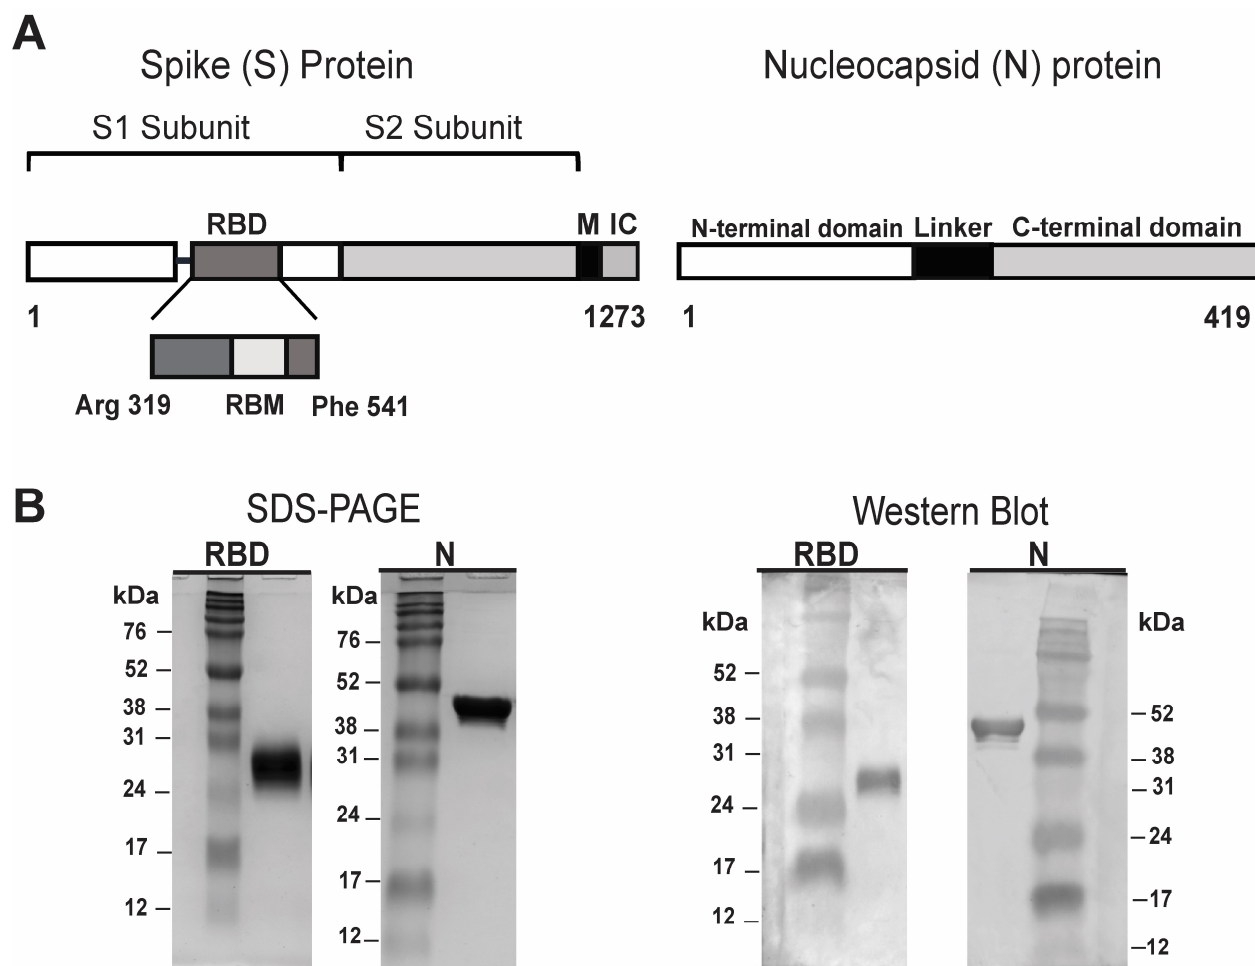 A
Spike (S) Protein
Nucleocapsid (N) protein
S1 Subunit
S2 Subunit
RBD
M IC
N-terminal domain
Linker
C-terminal domain
1
1273
1
419
Arg 319
RBM
Phe 541
B
SDS-PAGE
Western Blot
RBD
N
RBD
N
kDa
76
52
38
31
24
17
12
kDa
76
52
38
31
24
17
12
kDa
52
38
31
24
17
12
kDa
52
38
31
24
17
12